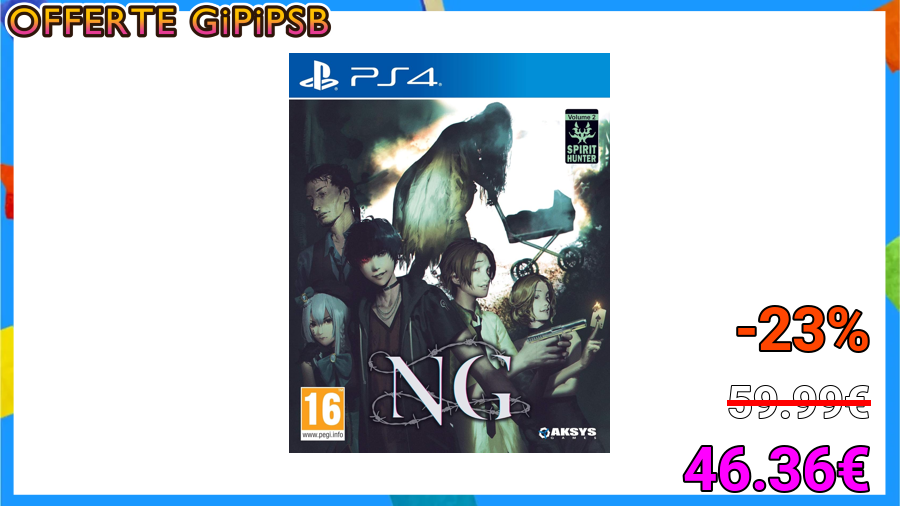 OFFERTE GiPiPSB
PS4
Volume 2
SPIRIT
HUNTER
NG
16
www.pegi.info
AKSYS
GAMES
-23%
59.99€
46.36€